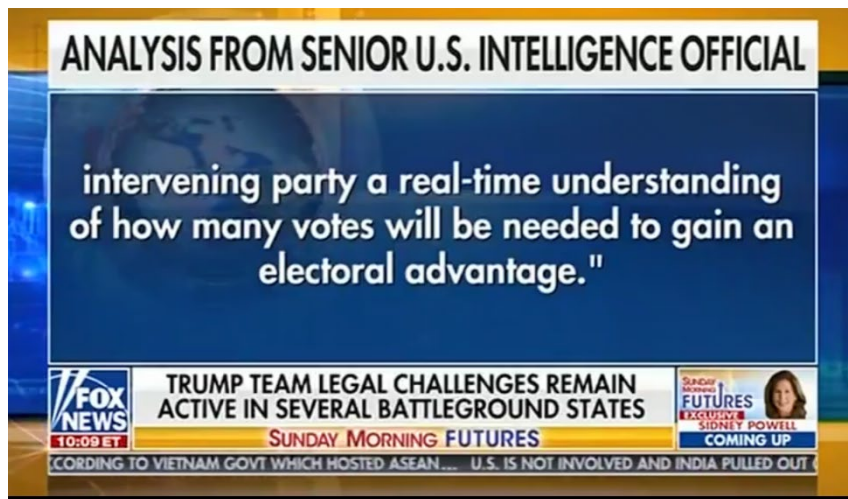 ANALYSIS FROM SENIOR U.S. INTELLIGENCE OFFICIAL
intervening party a real-time understanding
of how many votes will be needed to gain an
electoral advantage."
FOX
NEWS
10:09 ET
TRUMP TEAM LEGAL CHALLENGES REMAIN
ACTIVE IN SEVERAL BATTLEGROUND STATES
SUNDAY MORNING FUTURES
SUNDAY
MORNING
FUTURES
EXCLUSIVE
SIDNEY POWELL
COMING UP
CORDING TO VIETNAM GOVT WHICH HOSTED ASEAN... U.S. IS NOT INVOLVED AND INDIA PULLED OUT